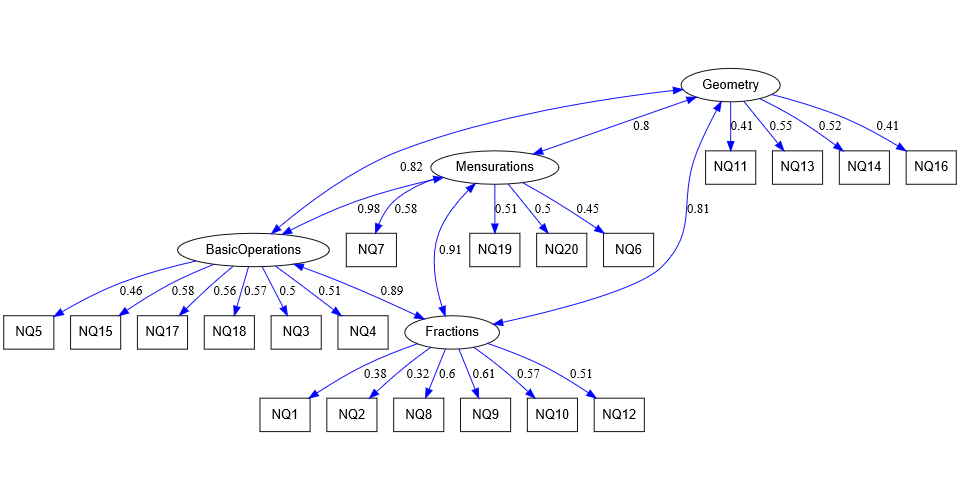 Geometry
0.41
0.55
0.52
0.41
0.8
0.82
Mensurations
NQ11
NQ13
NQ14
NQ16
0.98
0.58
0.51
0.5
0.45
0.81
BasicOperations
NQ7
0.91
NQ19
NQ20
NQ6
0.46
0.58
0.56
0.57
0.5
0.51
0.89
NQ5
NQ15
NQ17
NQ18
NQ3
NQ4
Fractions
0.38
0.32
0.6
0.61
0.57
0.51
NQ1
NQ2
NQ8
NQ9
NQ10
NQ12